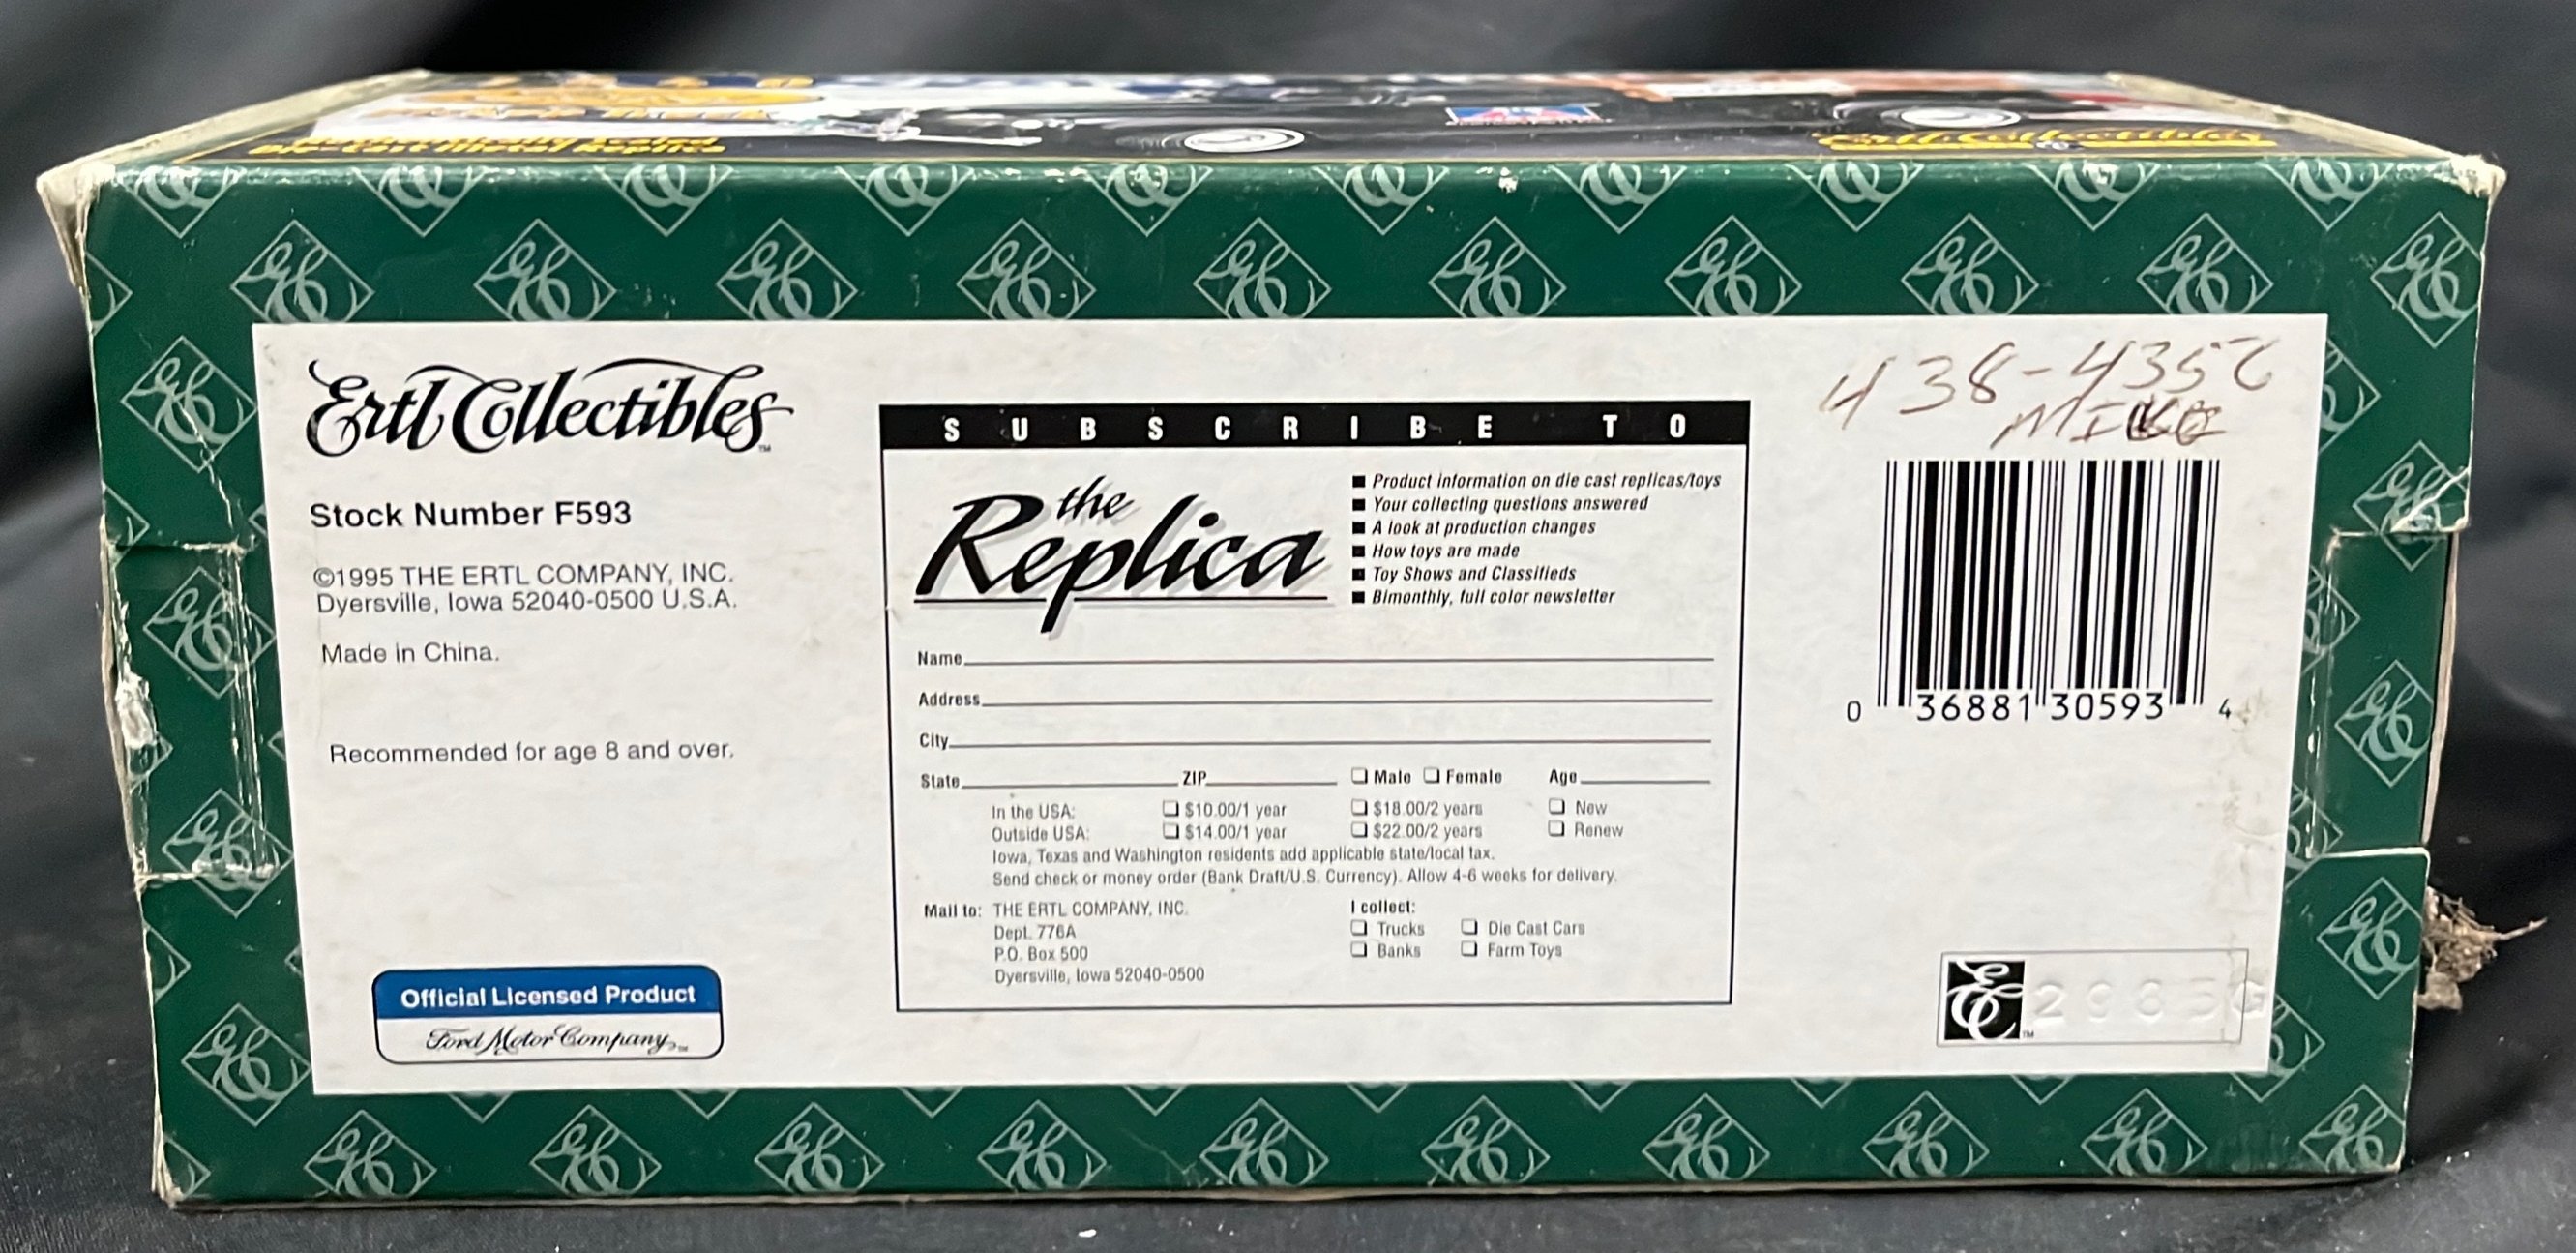 Die-Cast Metal Replica
Ertl Collectibles
Ertl Collectibles™
Stock Number F593
©1995 THE ERTL COMPANY, INC.
Dyersville, Iowa 52040-0500 U.S.A.
Made in China.
Recommended for age 8 and over.
Official Licensed Product
Ford Motor Company™
SUBSCRIBE TO
the
Replica
■ Product information on die cast replicas/toys
■ Your collecting questions answered
■ A look at production changes
■ How toys are made
■ Toy Shows and Classifieds
■ Bimonthly, full color newsletter
Name
Address
City
State ZIP ❏ Male ❏ Female Age
In the USA: ❏ $10.00/1 year ❏ $18.00/2 years ❏ New
Outside USA: ❏ $14.00/1 year ❏ $22.00/2 years ❏ Renew
Iowa, Texas and Washington residents add applicable state/local tax.
Send check or money order (Bank Draft/U.S. Currency). Allow 4-6 weeks for delivery.
Mail to: THE ERTL COMPANY, INC.
Dept. 776A
P.O. Box 500
Dyersville, Iowa 52040-0500
I collect:
❏ Trucks ❏ Die Cast Cars
❏ Banks ❏ Farm Toys
0 36881 30593 4